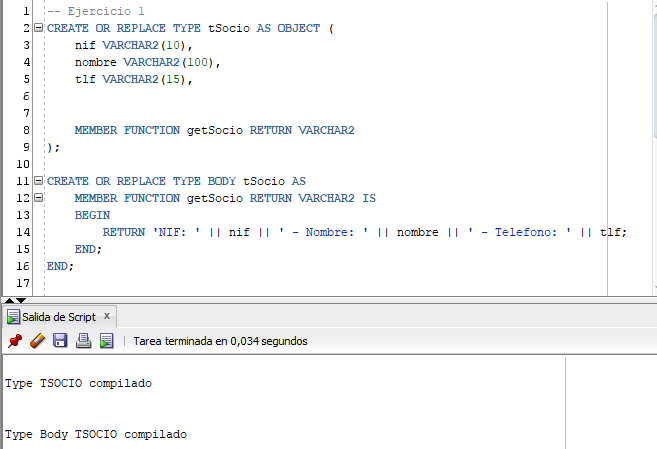 1 -- Ejercicio 1
2 CREATE OR REPLACE TYPE tSocio AS OBJECT (
3 nif VARCHAR2(10),
4 nombre VARCHAR2(100),
5 tlf VARCHAR2(15),
6
7
8 MEMBER FUNCTION getSocio RETURN VARCHAR2
9 );
10
11 CREATE OR REPLACE TYPE BODY tSocio AS
12 MEMBER FUNCTION getSocio RETURN VARCHAR2 IS
13 BEGIN
14 RETURN 'NIF: ' || nif || ' - Nombre: ' || nombre || ' - Telefono: ' || tlf;
15 END;
16 END;
17
Salida de Script x
Tarea terminada en 0,034 segundos
Type TSOCIO compilado
Type Body TSOCIO compilado